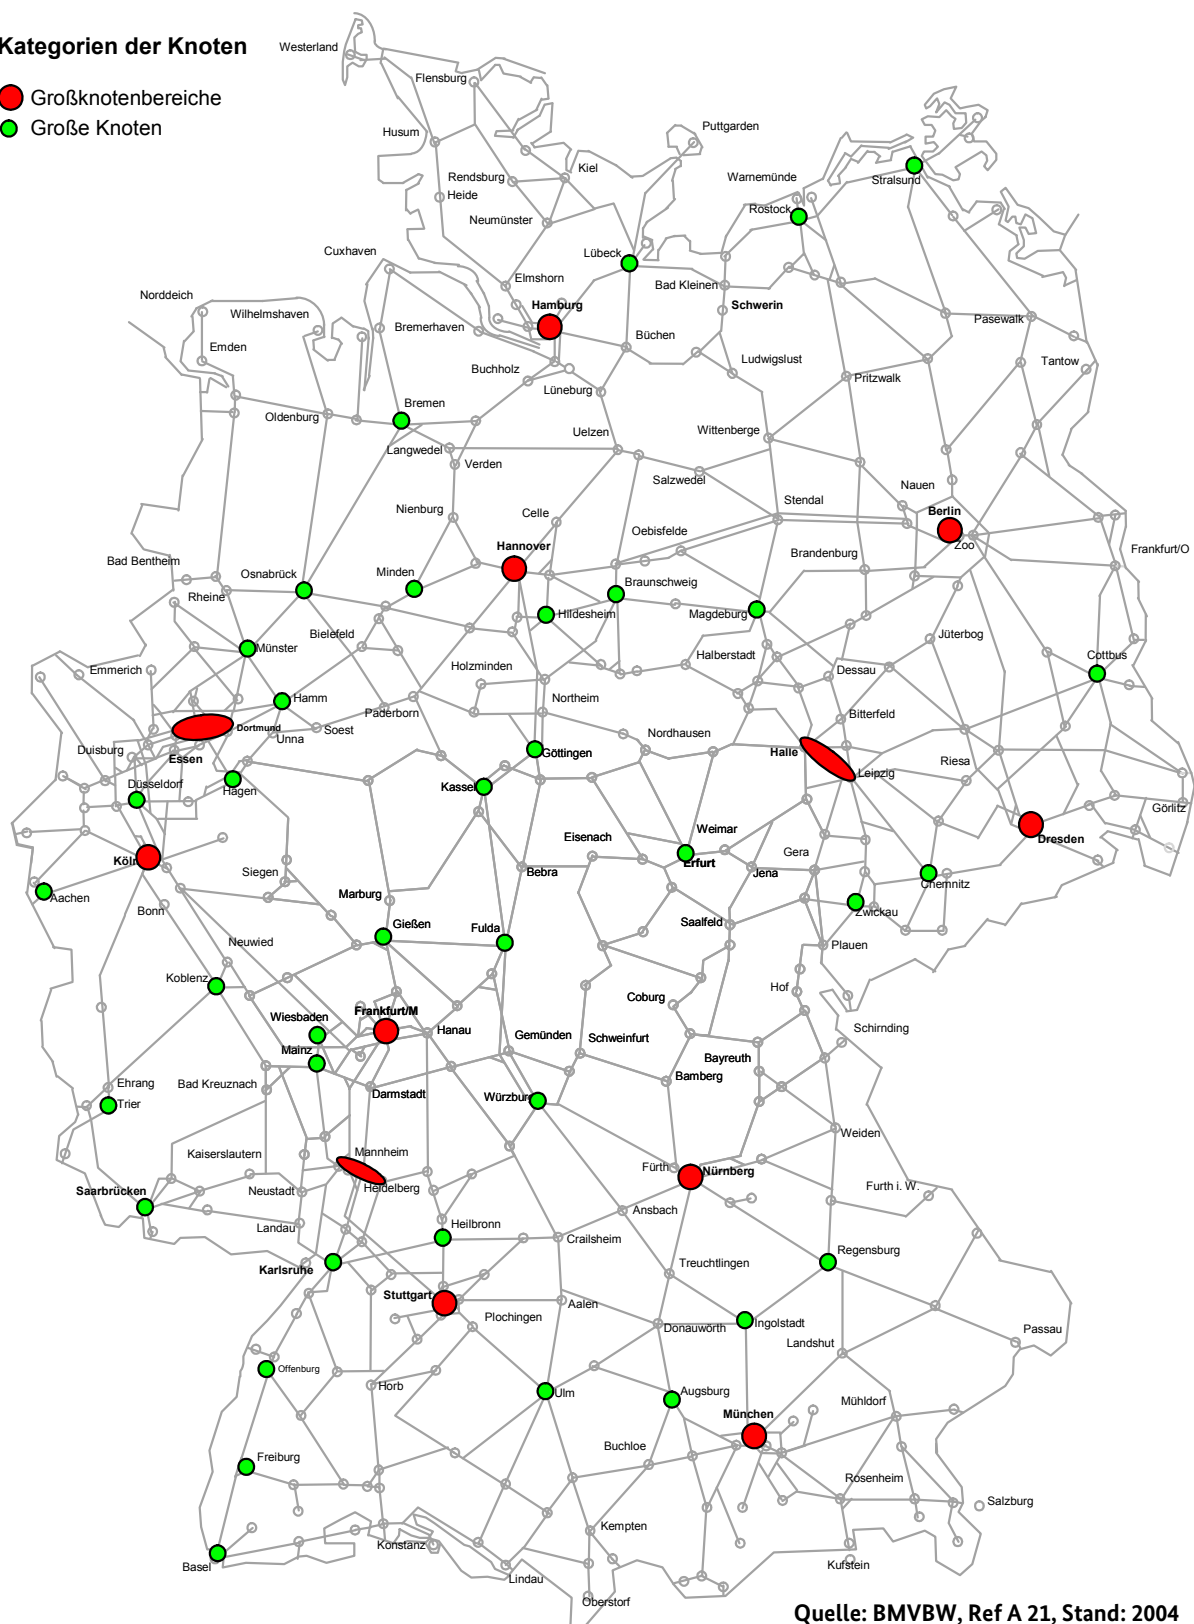 Kategorien der Knoten
Großknotenbereiche
Große Knoten
Westerland
Flensburg
Husum
Puttgarden
Kiel
Rendsburg
Heide
Warnemünde
Stralsund
Neumünster
Rostock
Cuxhaven
Lübeck
Elmshorn
Bad Kleinen
Norddeich
Hamburg
Schwerin
Wilhelmshaven
Bremerhaven
Büchen
Pasewalk
Emden
Ludwigslust
Tantow
Buchholz
Pritzwalk
Lüneburg
Bremen
Oldenburg
Uelzen
Wittenberge
Langwedel
Verden
Salzwedel
Nauen
Stendal
Nienburg
Celle
Berlin
Oebisfelde
Zoo
Hannover
Frankfurt/O
Brandenburg
Bad Bentheim
Osnabrück
Minden
Braunschweig
Rheine
Hildesheim
Magdeburg
Bielefeld
Jüterbog
Münster
Cottbus
Halberstadt
Holzminden
Emmerich
Dessau
Hamm
Northeim
Paderborn
Bitterfeld
Dortmund
Soest
Unna
Nordhausen
Duisburg
Göttingen
Halle
Essen
Riesa
Leipzig
Düsseldorf
Hagen
Kassel
Görlitz
Weimar
Eisenach
Dresden
Gera
Köln
Erfurt
Siegen
Bebra
Jena
Chemnitz
Marburg
Aachen
Bonn
Zwickau
Gießen
Fulda
Saalfeld
Neuwied
Plauen
Koblenz
Hof
Coburg
Frankfurt/M
Wiesbaden
Hanau
Schirnding
Gemünden
Schweinfurt
Mainz
Bayreuth
Bamberg
Ehrang
Bad Kreuznach
Darmstadt
Würzburg
Trier
Weiden
Mannheim
Kaiserslautern
Fürth
Nürnberg
Saarbrücken
Neustadt
Heidelberg
Furth i. W.
Ansbach
Landau
Heilbronn
Crailsheim
Regensburg
Karlsruhe
Treuchtlingen
Stuttgart
Aalen
Plochingen
Ingolstadt
Donauwörth
Passau
Landshut
Offenburg
Horb
Ulm
Augsburg
Mühldorf
München
Buchloe
Freiburg
Rosenheim
Salzburg
Kempten
Konstanz
Basel
Kufstein
Lindau
Oberstorf
Quelle: BMVBW, Ref A 21, Stand: 2004